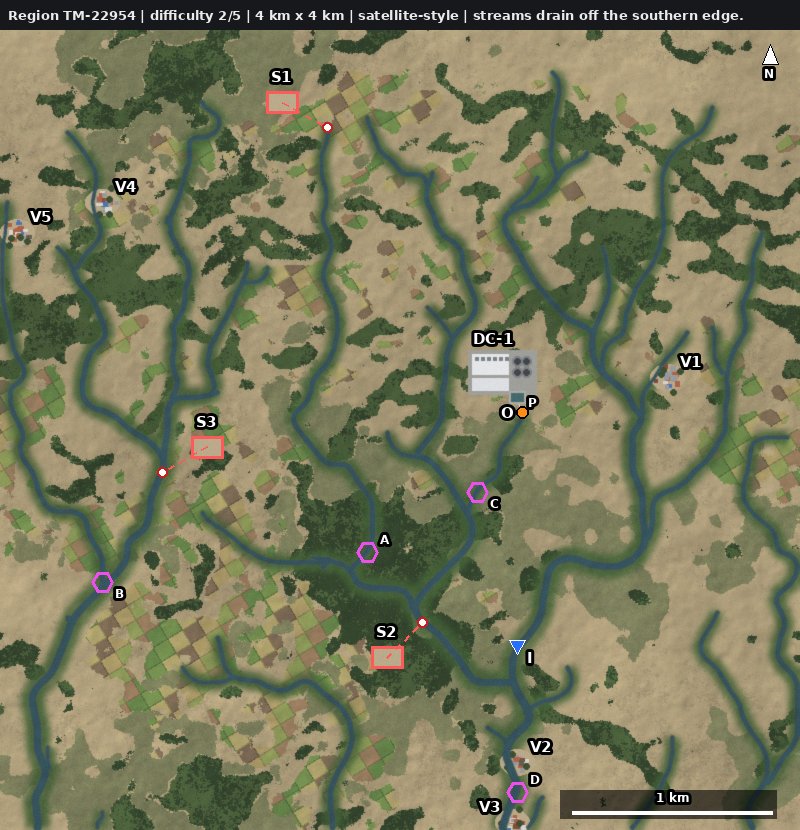 Region TM-22954 | difficulty 2/5 | 4 km x 4 km | satellite-style | streams drain off the southern edge.
N
S1
V4
V5
DC-1
V1
P
O
S3
C
A
B
S2
I
V2
D
1 km
V3